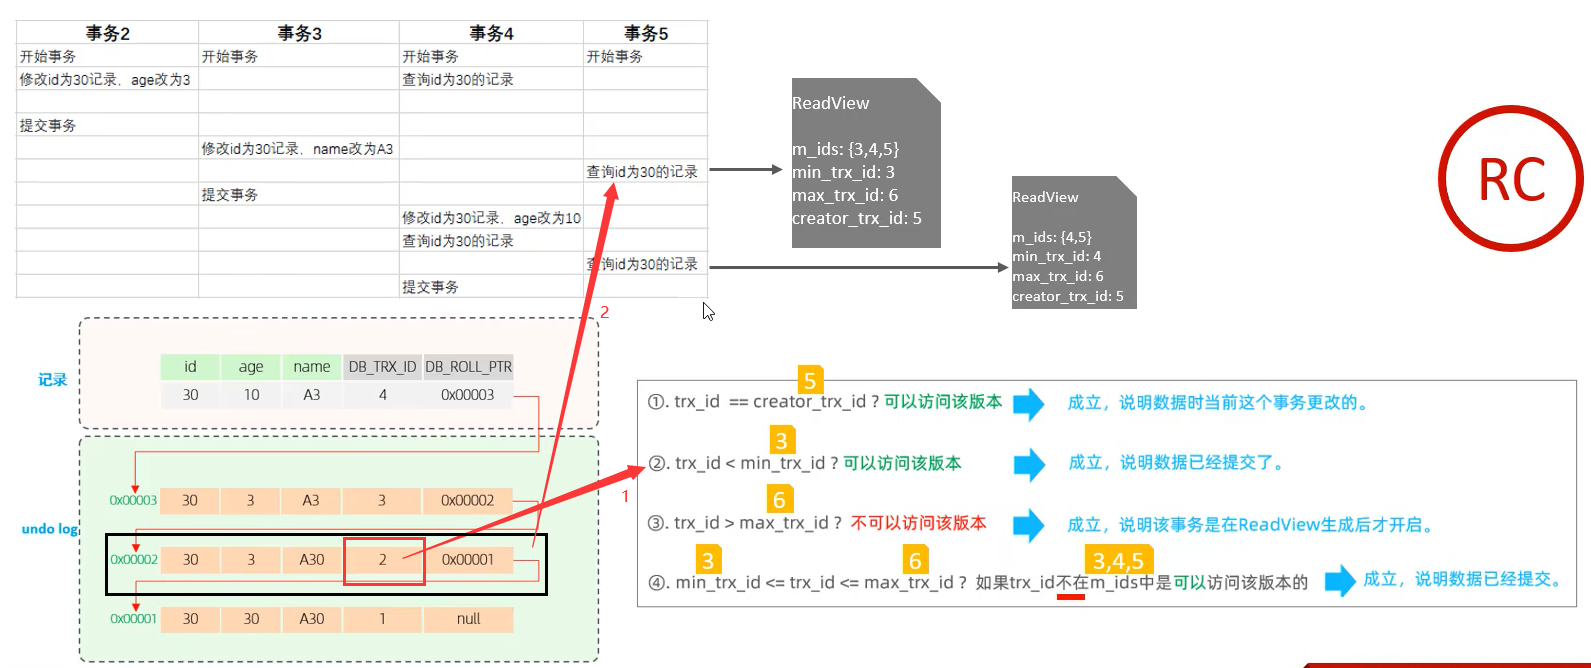 事务2 事务3 事务4 事务5
开始事务 开始事务 开始事务 开始事务
修改id为30记录、age改为3 查询id为30的记录
提交事务
修改id为30记录、name改为A3
查询id为30的记录
提交事务
修改id为30记录、age改为10
查询id为30的记录
查询id为30的记录
提交事务
ReadView
m_ids: {3,4,5}
min_trx_id: 3
max_trx_id: 6
creator_trx_id: 5
ReadView
m_ids: {4,5}
min_trx_id: 4
max_trx_id: 6
creator_trx_id: 5
RC
2
记录
id age name DB_TRX_ID DB_ROLL_PTR
30 10 A3 4 0x00003
undo log
0x00003 30 3 A3 3 0x00002
0x00002 30 3 A30 2 0x00001
0x00001 30 30 A30 1 null
1
5
①. trx_id == creator_trx_id ? 可以访问该版本 成立，说明数据时当前这个事务更改的。
3
②. trx_id < min_trx_id ? 可以访问该版本 成立，说明数据已经提交了。
6
③. trx_id > max_trx_id ? 不可以访问该版本 成立，说明该事务是在ReadView生成后才开启。
3 6 3,4,5
④. min_trx_id <= trx_id <= max_trx_id ? 如果trx_id不在m_ids中是可以访问该版本的 成立，说明数据已经提交。